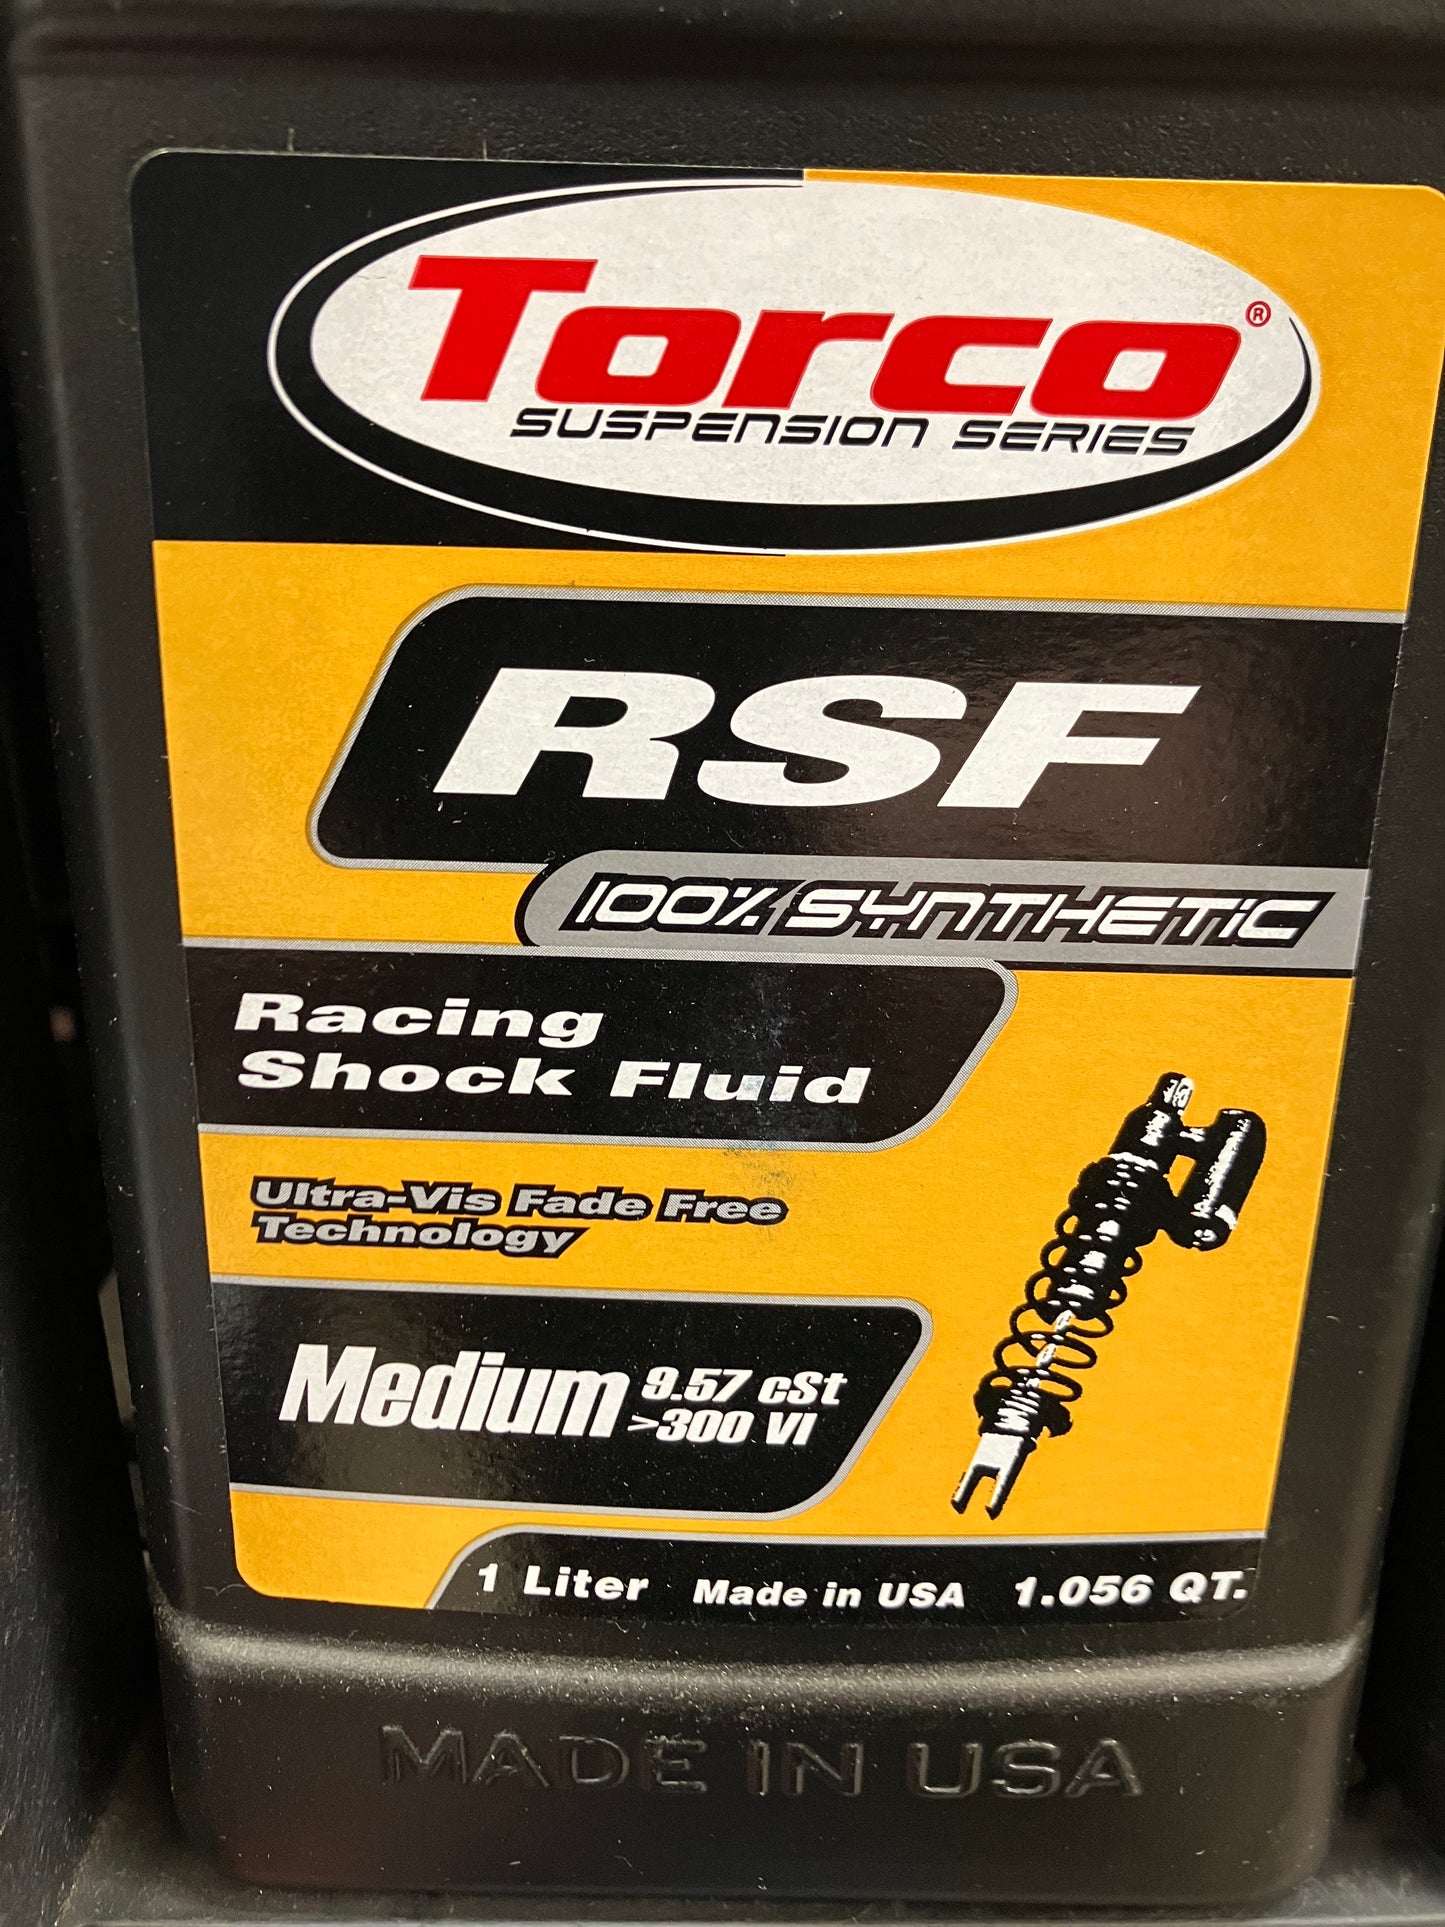 Torco®
SUSPENSION SERIES
RSF
100% SYNTHETIC
Racing
Shock Fluid
Ultra-Vis Fade Free
Technology
Medium 9.57 cSt
>300 VI
1 Liter Made in USA 1.056 QT.
MADE IN USA